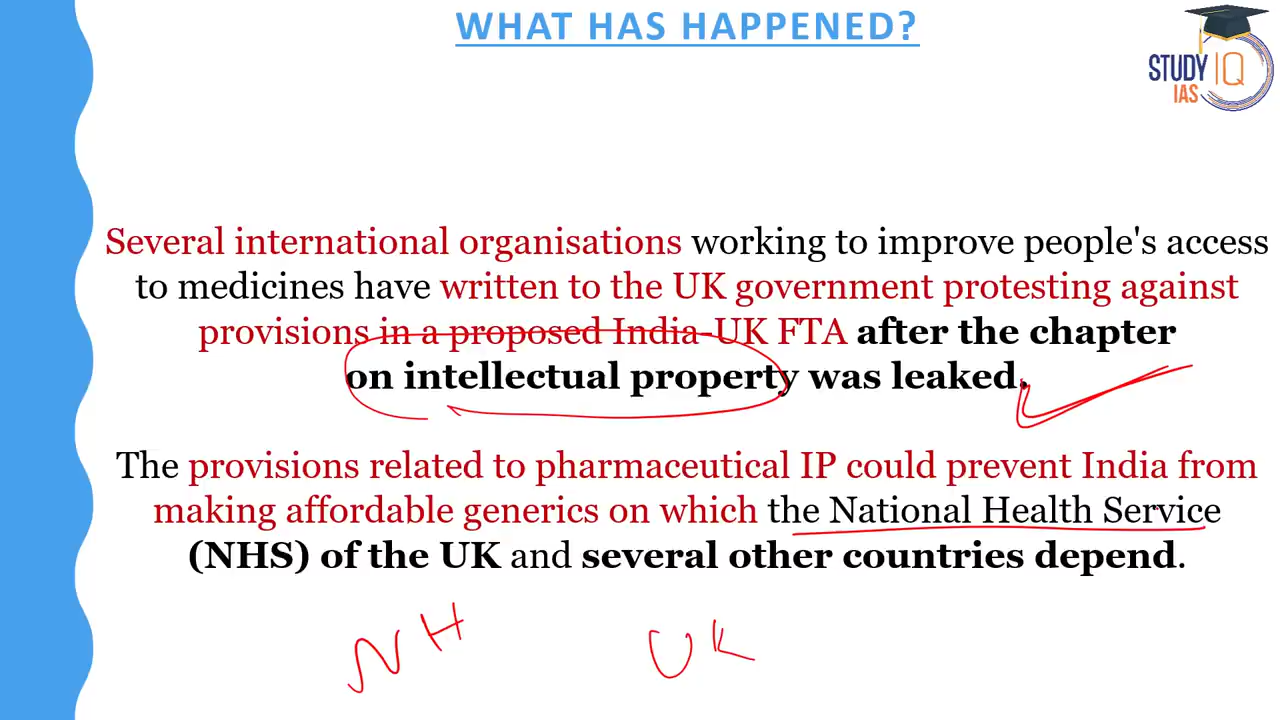 WHAT HAS HAPPENED?
STUDY IQ
IAS
Several international organisations working to improve people's access
to medicines have written to the UK government protesting against
provisions in a proposed India-UK FTA after the chapter
on intellectual property was leaked.
The provisions related to pharmaceutical IP could prevent India from
making affordable generics on which the National Health Service
(NHS) of the UK and several other countries depend.
NH UK